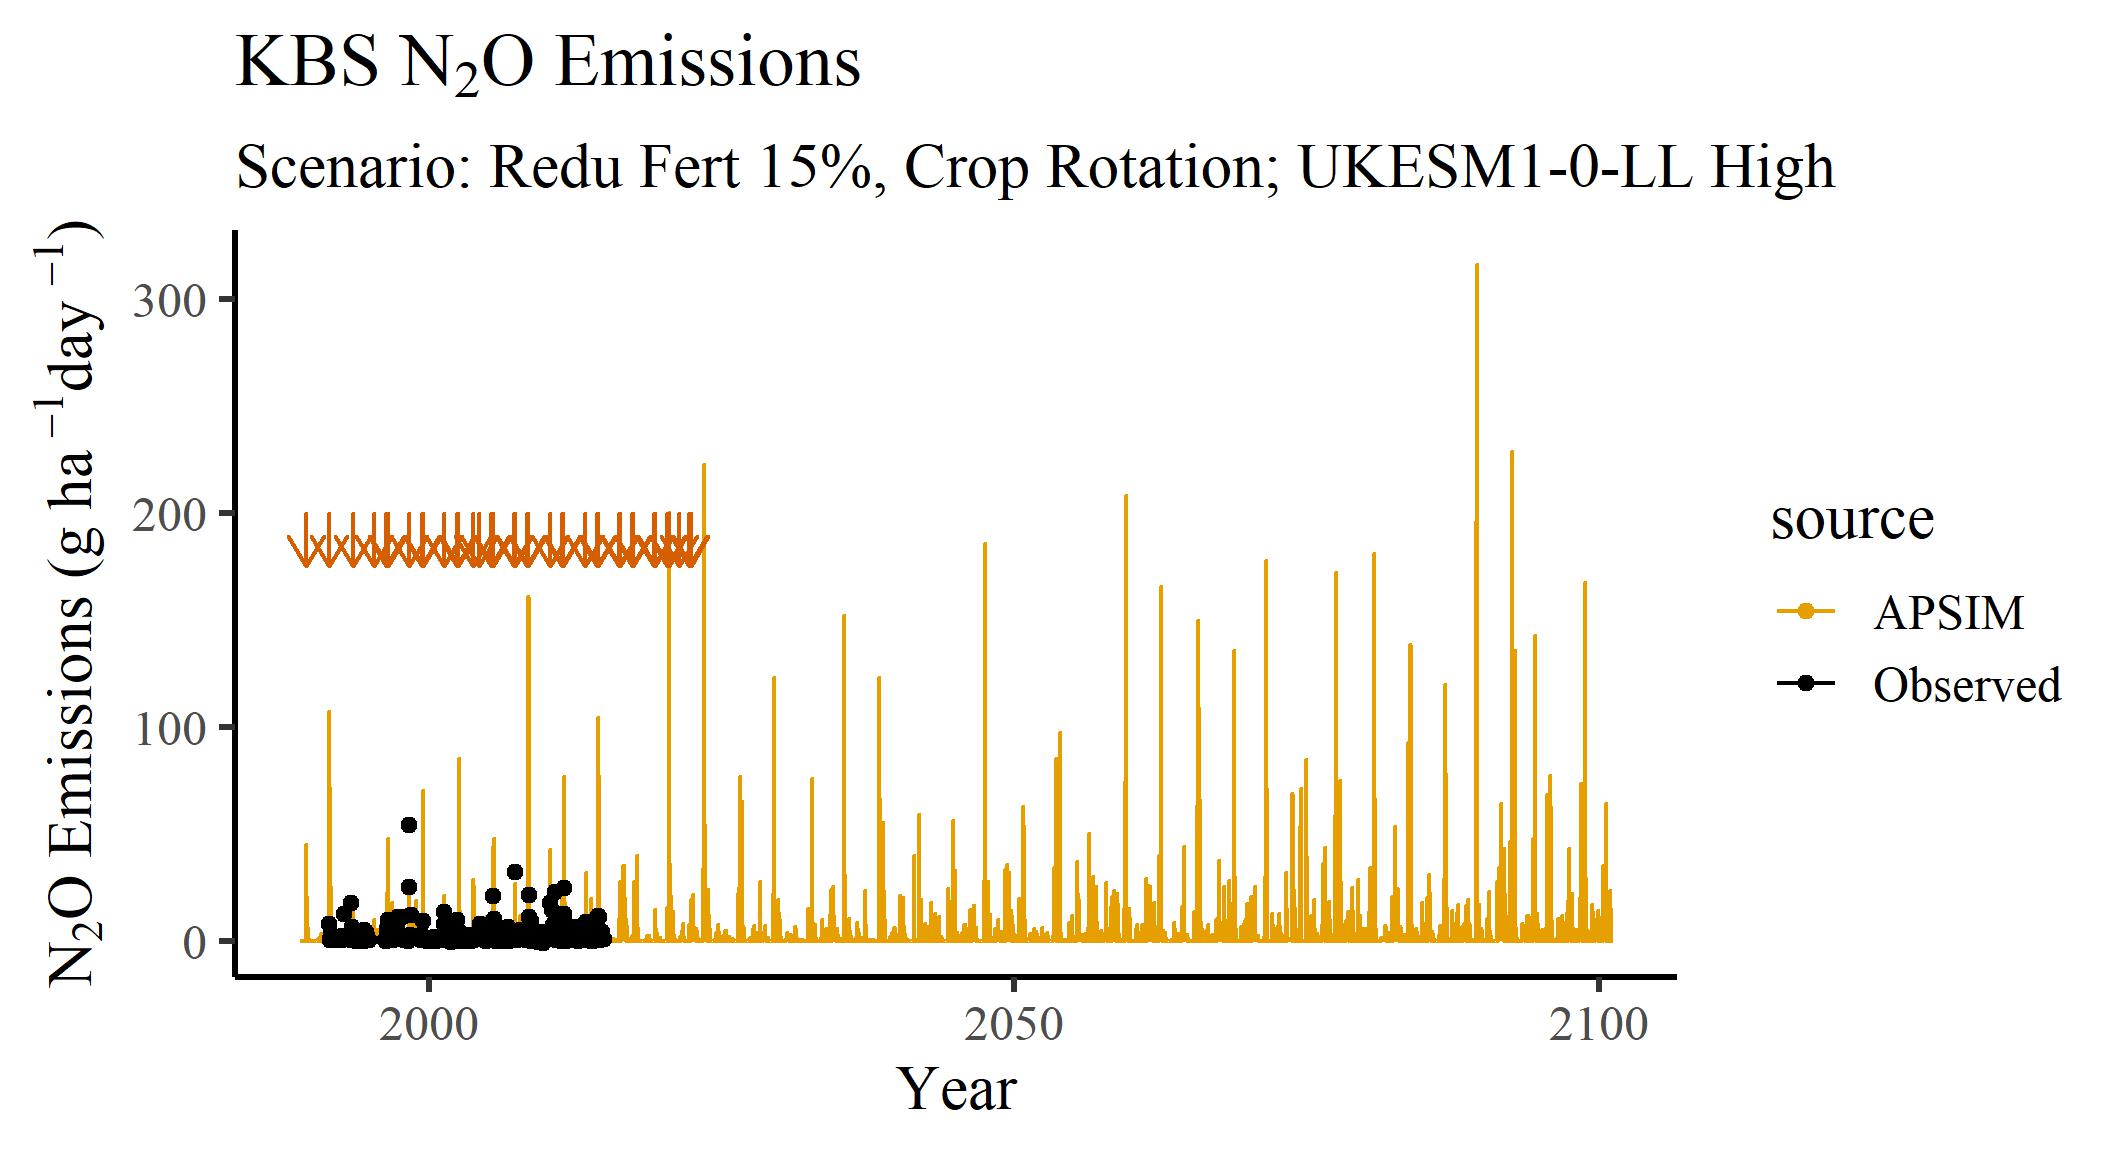 KBS N₂O Emissions
Scenario: Redu Fert 15%, Crop Rotation; UKESM1-0-LL High
N₂O Emissions (g ha⁻¹day⁻¹)
300
200
100
0
2000
2050
2100
Year
source
APSIM
Observed